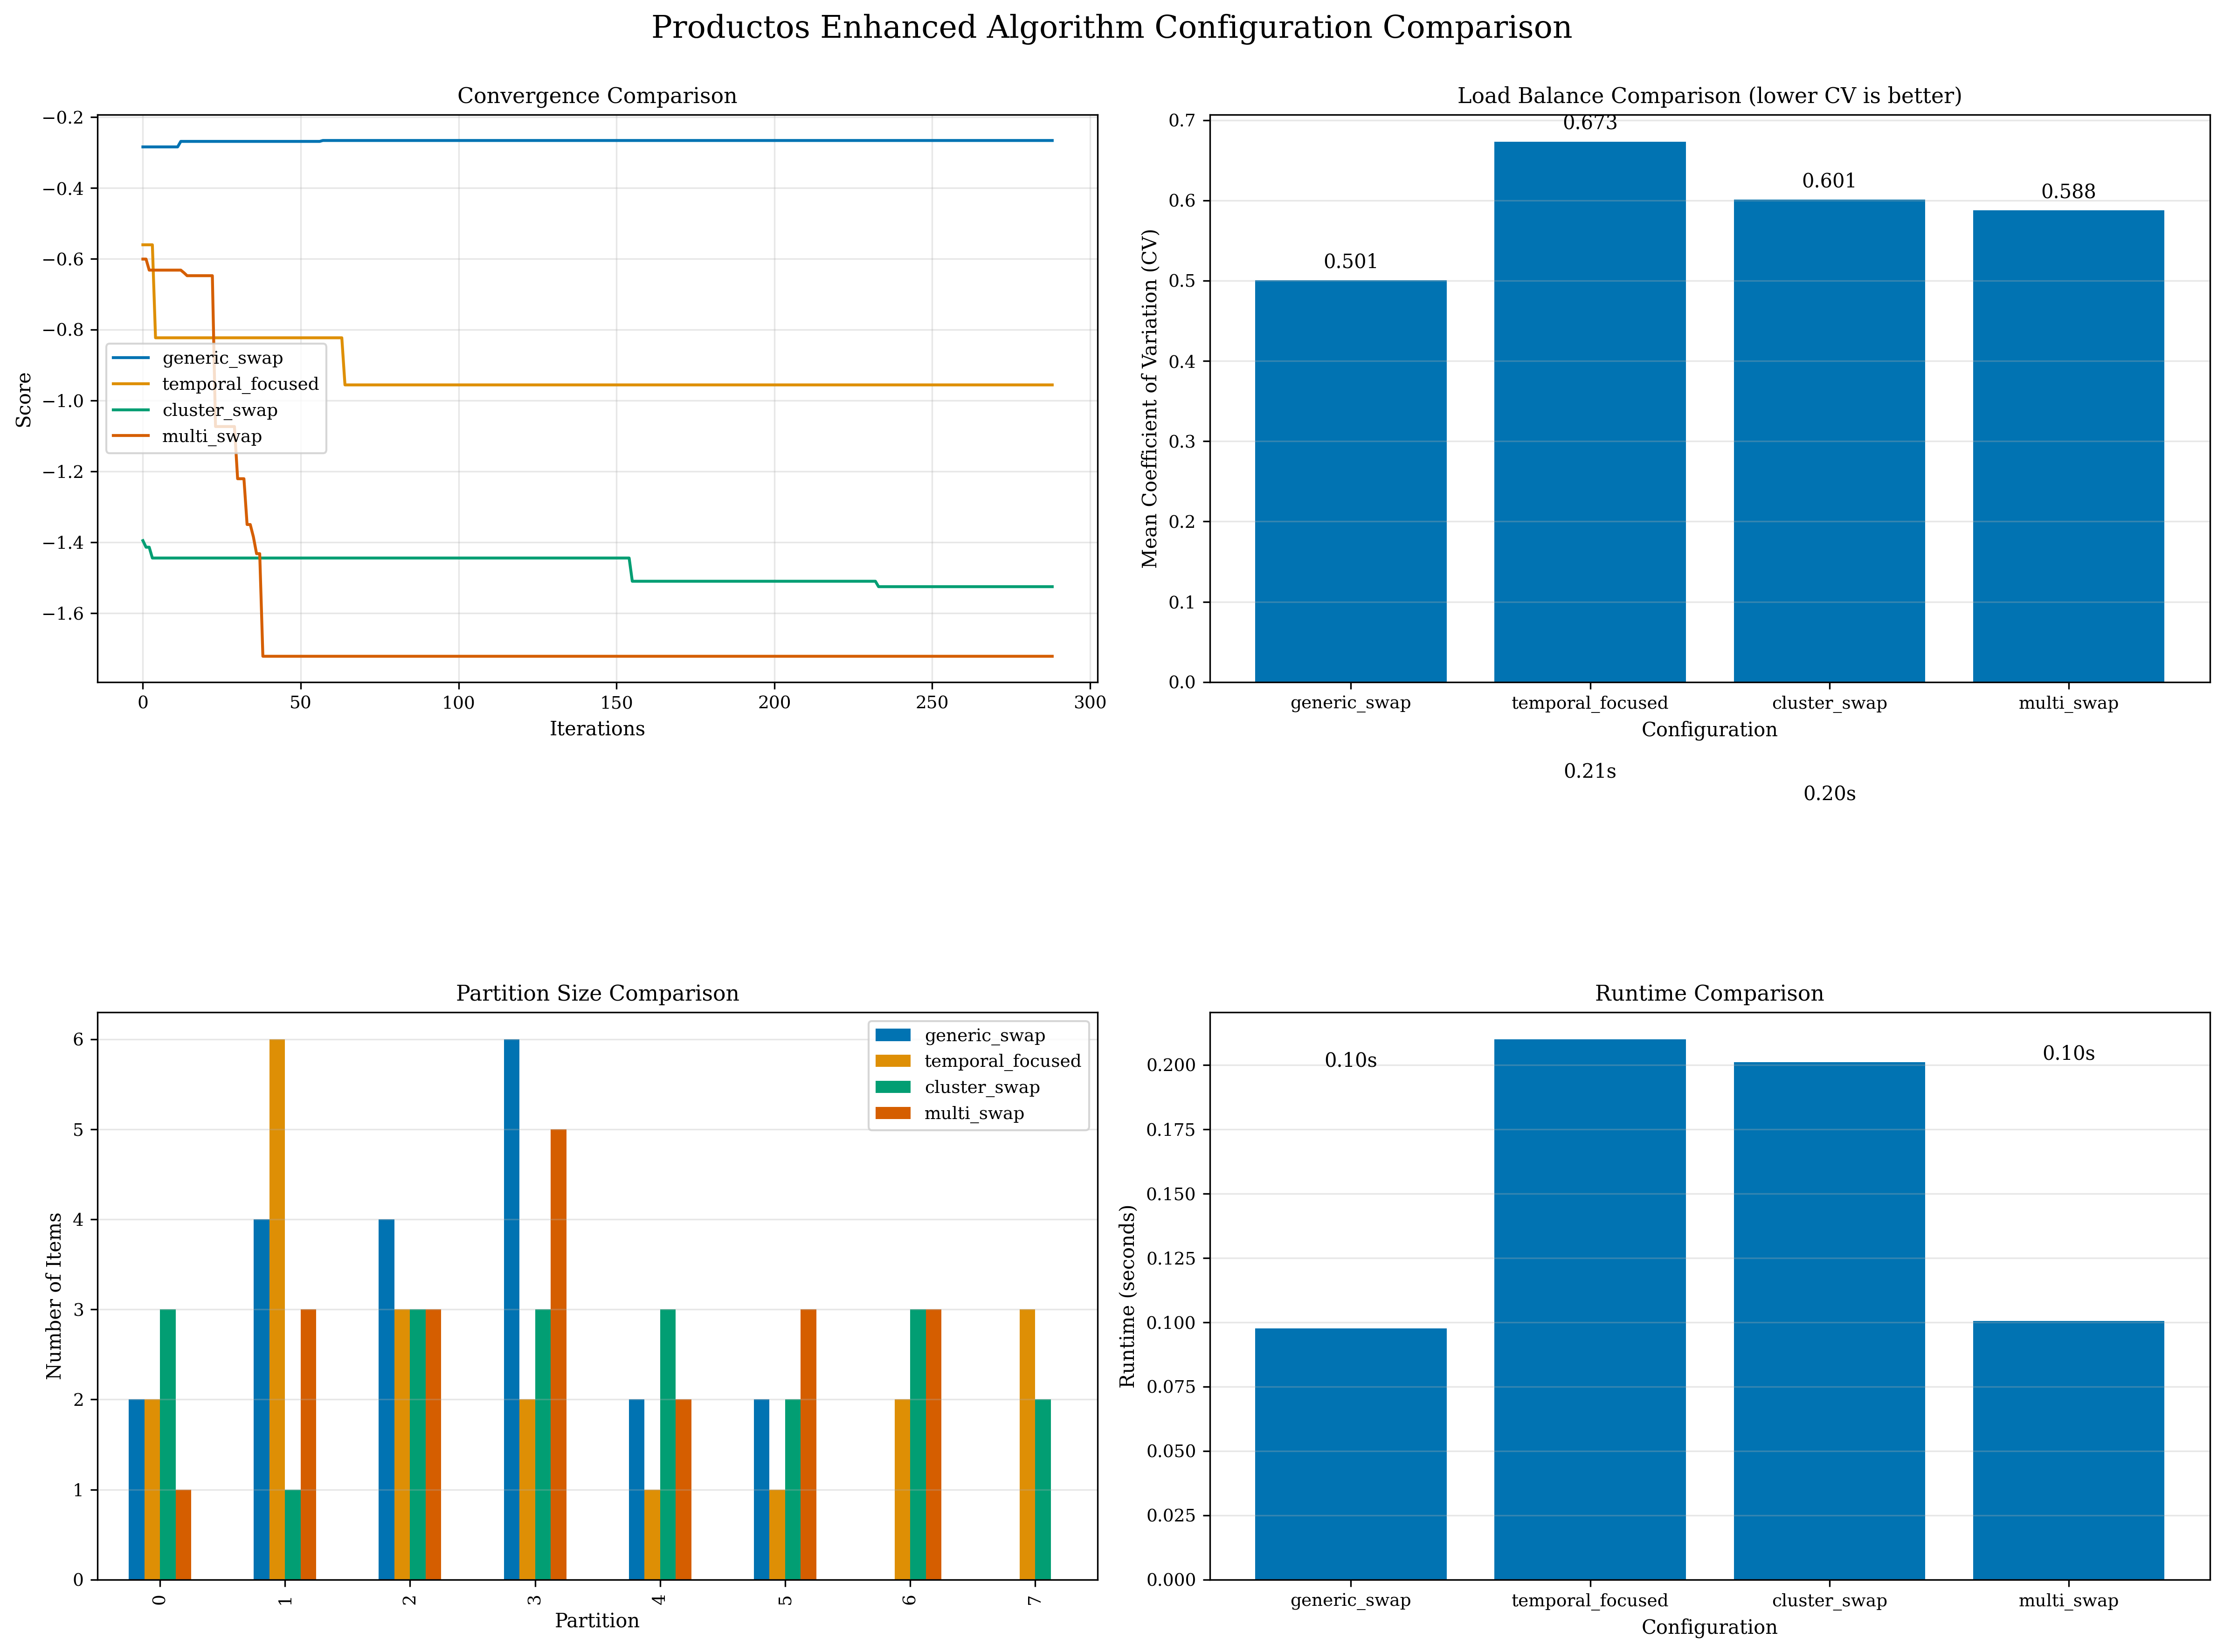 Productos Enhanced Algorithm Configuration Comparison
Convergence Comparison
−0.2
−0.4
−0.6
−0.8
−1.0
−1.2
−1.4
−1.6
Score
generic_swap
temporal_focused
cluster_swap
multi_swap
0
50
100
150
200
250
300
Iterations
Load Balance Comparison (lower CV is better)
0.7
0.6
0.5
0.4
0.3
0.2
0.1
0.0
Mean Coefficient of Variation (CV)
0.501
0.673
0.601
0.588
generic_swap
temporal_focused
cluster_swap
multi_swap
Configuration
0.21s
0.20s
Partition Size Comparison
6
5
4
3
2
1
0
Number of Items
generic_swap
temporal_focused
cluster_swap
multi_swap
0
1
2
3
4
5
6
7
Partition
Runtime Comparison
0.200
0.175
0.150
0.125
0.100
0.075
0.050
0.025
0.000
Runtime (seconds)
0.10s
0.10s
generic_swap
temporal_focused
cluster_swap
multi_swap
Configuration